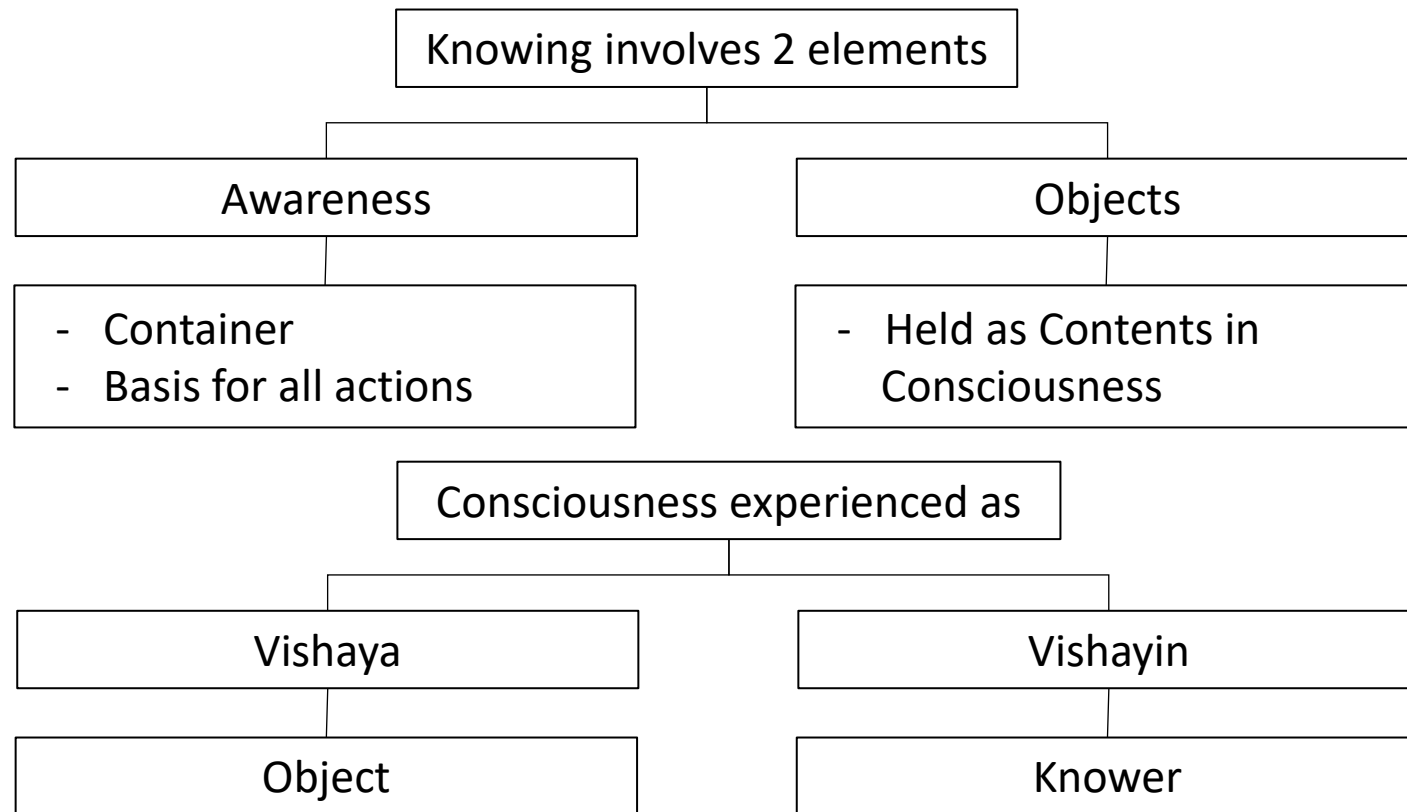 Knowing involves 2 elements
Awareness
Objects
- Container
- Basis for all actions
- Held as Contents in
Consciousness
Consciousness experienced as
Vishaya
Vishayin
Object
Knower